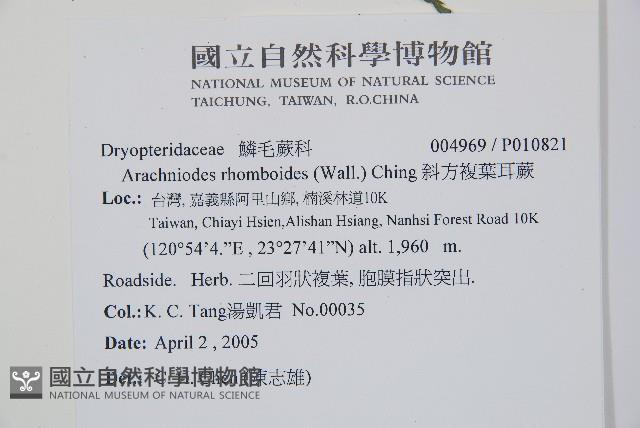 國立自然科學博物館
NATIONAL MUSEUM OF NATURAL SCIENCE
TAICHUNG, TAIWAN, R.O.CHINA
Dryopteridaceae 鱗毛蕨科 004969 / P010821
Arachniodes rhomboides (Wall.) Ching 斜方複葉耳蕨
Loc.: 台灣, 嘉義縣阿里山鄉, 楠溪林道10K
Taiwan, Chiayi Hsien,Alishan Hsiang, Nanhsi Forest Road 10K
(120°54‘4.”E , 23°27'41”N) alt. 1,960 m.
Roadside. Herb. 二回羽狀複葉, 胞膜指狀突出.
Col.: K. C. Tang湯凱君 No.00035
Date: April 2 , 2005
陳志雄)
國立自然科學博物館
NATIONAL MUSEUM OF NATURAL SCIENCE